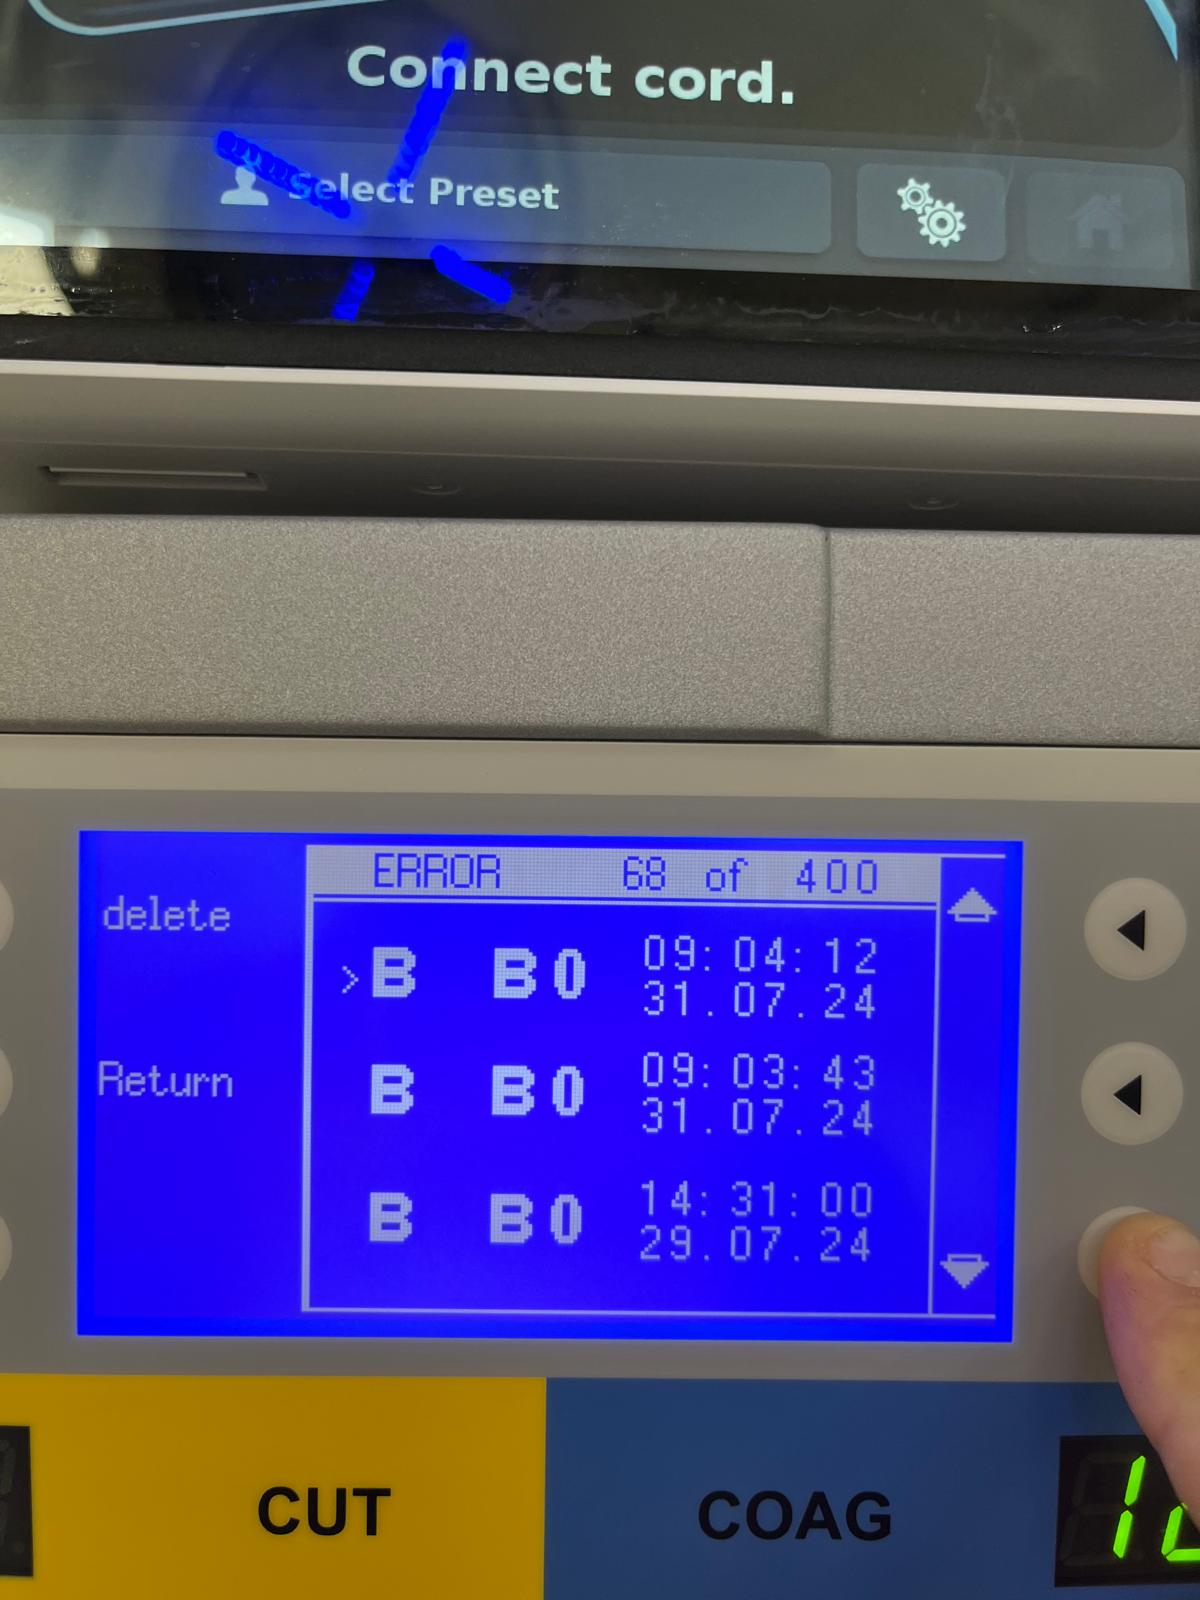 Connect cord.
Select Preset
ERROR 68 of 400
delete
> B B0 09:04:12
31.07.24
Return
B B0 09:03:43
31.07.24
B B0 14:31:00
29.07.24
CUT COAG